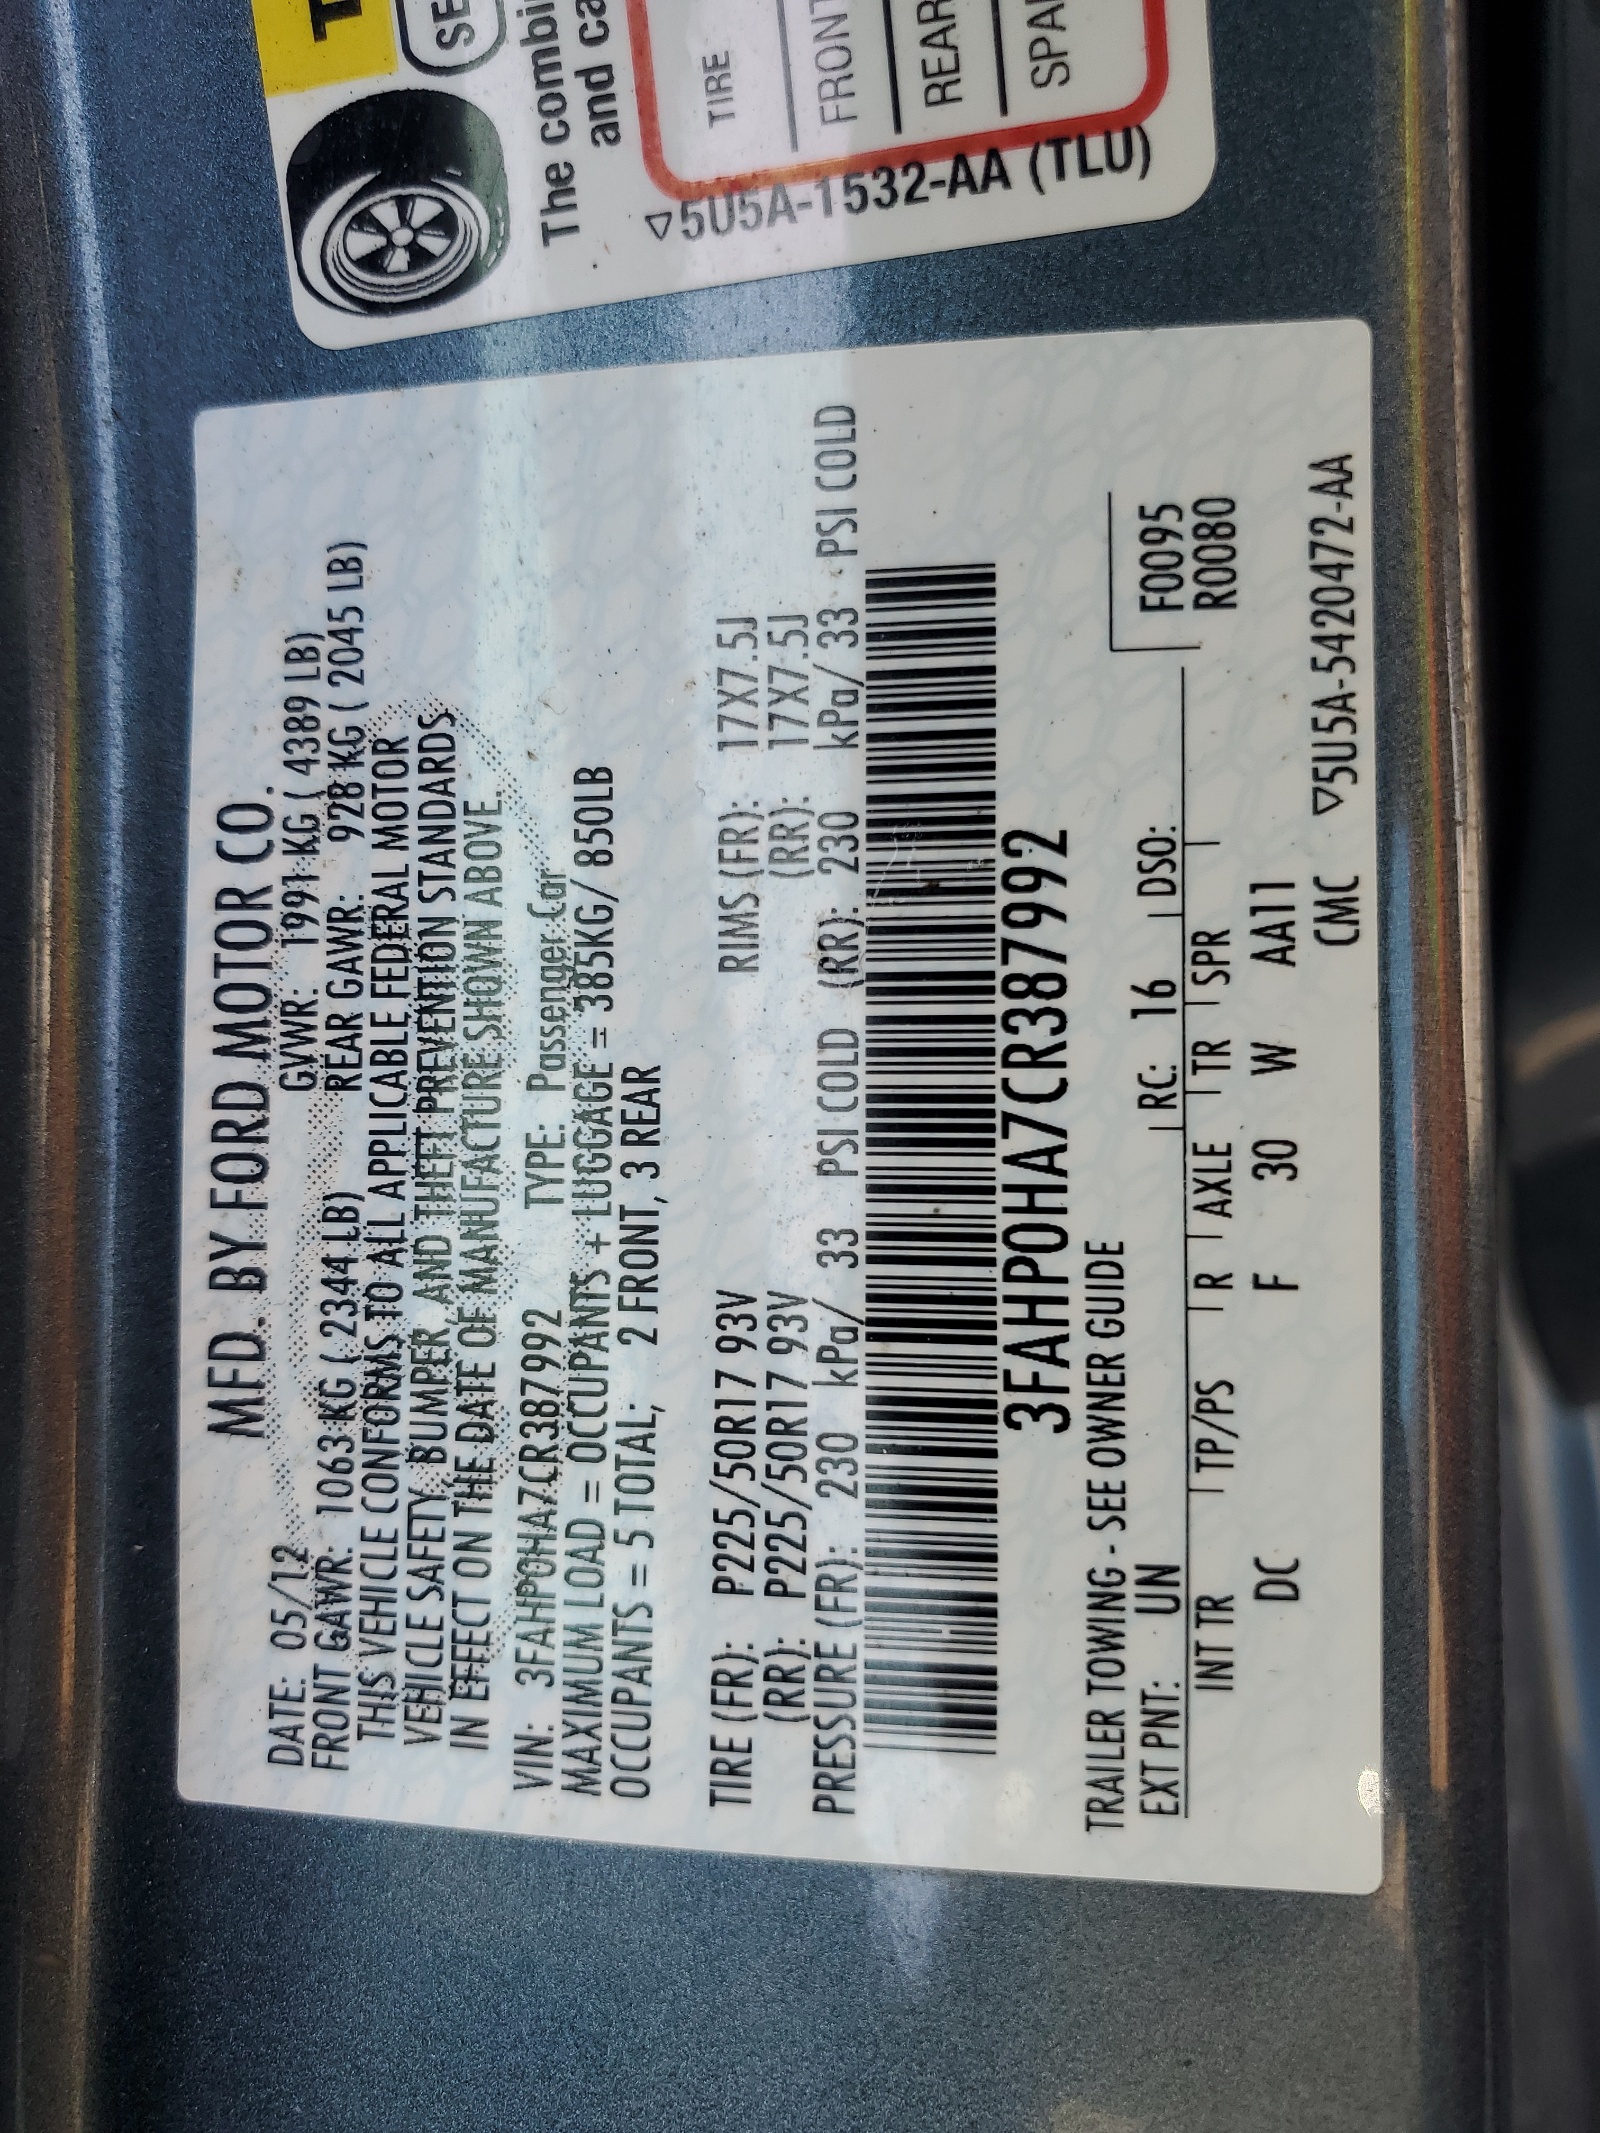 MFD. BY FORD MOTOR CO.
DATE: 05/12 GVWR: 1991 KG ( 4389 LB)
FRONT GAWR: 1063 KG ( 2344 LB) REAR GAWR: 928 KG ( 2045 LB)
THIS VEHICLE CONFORMS TO ALL APPLICABLE FEDERAL MOTOR
VEHICLE SAFETY, BUMPER, AND THEFT PREVENTION STANDARDS
IN EFFECT ON THE DATE OF MANUFACTURE SHOWN ABOVE.
VIN: 3FAHP0HA7CR387992 TYPE: Passenger Car
MAXIMUM LOAD = OCCUPANTS + LUGGAGE = 385KG/ 850LB
OCCUPANTS = 5 TOTAL; 2 FRONT, 3 REAR
TIRE (FR): P225/50R17 93V RIMS (FR): 17X7.5J
(RR): P225/50R17 93V (RR): 17X7.5J
PRESSURE (FR): 230 kPa/ 33 PSI COLD (RR): 230 kPa/ 33 PSI COLD
3FAHP0HA7CR387992
TRAILER TOWING - SEE OWNER GUIDE
F0095
R0080
EXT PNT: UN RC: 16 DSO:
INT TR TP/PS R AXLE TR SPR
DC F 30 W AA11
CMC ▽5U5A-5420472-AA
The combi
and ca
TIRE
FRONT
REAR
SPA
▽5U5A-1532-AA (TLU)